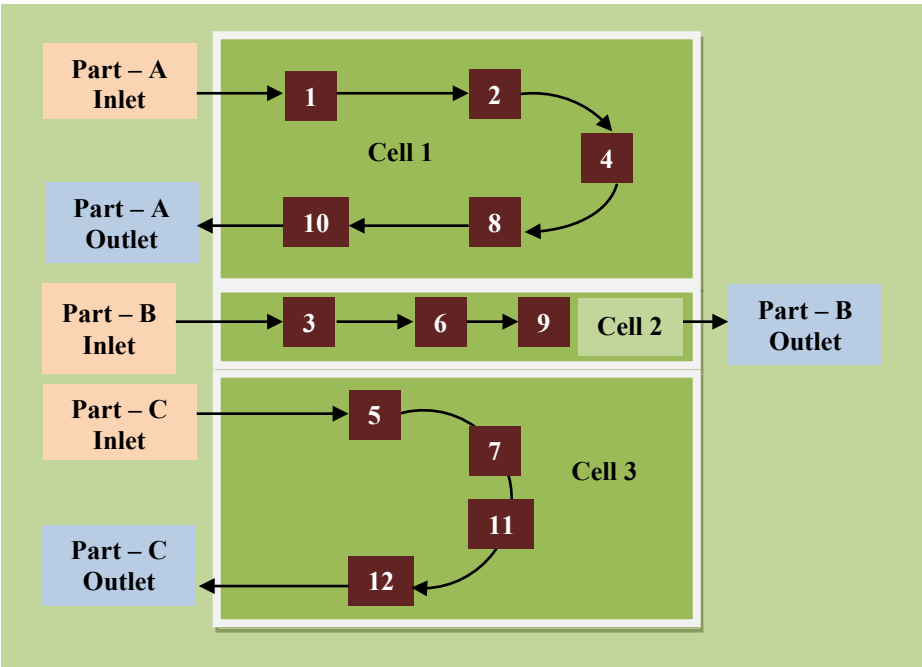 Part – A
Inlet
1
2
Cell 1
4
Part – A
Outlet
10
8
Part – B
Inlet
3
6
9
Cell 2
Part – B
Outlet
Part – C
Inlet
5
7
Cell 3
11
Part – C
Outlet
12